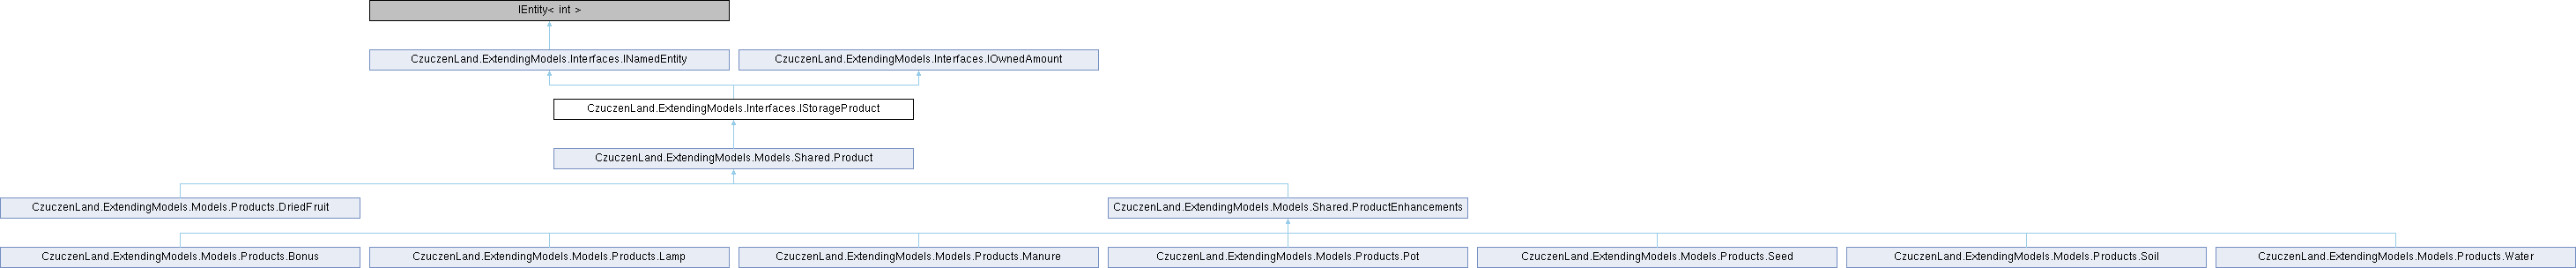 IEntity< int >
CzuczenLand.ExtendingModels.Interfaces.INamedEntity
CzuczenLand.ExtendingModels.Interfaces.IOwnedAmount
CzuczenLand.ExtendingModels.Interfaces.IStorageProduct
CzuczenLand.ExtendingModels.Models.Shared.Product
CzuczenLand.ExtendingModels.Models.Products.DriedFruit
CzuczenLand.ExtendingModels.Models.Shared.ProductEnhancements
CzuczenLand.ExtendingModels.Models.Products.Bonus
CzuczenLand.ExtendingModels.Models.Products.Lamp
CzuczenLand.ExtendingModels.Models.Products.Manure
CzuczenLand.ExtendingModels.Models.Products.Pot
CzuczenLand.ExtendingModels.Models.Products.Seed
CzuczenLand.ExtendingModels.Models.Products.Soil
CzuczenLand.ExtendingModels.Models.Products.Water